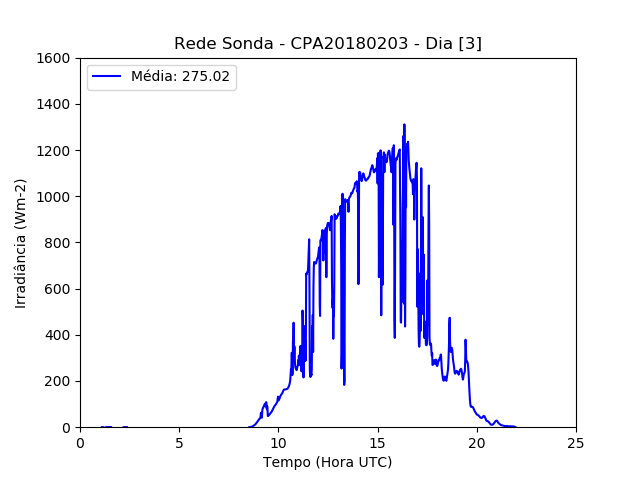 Rede Sonda - CPA20180203 - Dia [3]
Média: 275.02
1600
1400
1200
1000
800
600
400
200
0
Irradiância (Wm-2)
0 5 10 15 20 25
Tempo (Hora UTC)